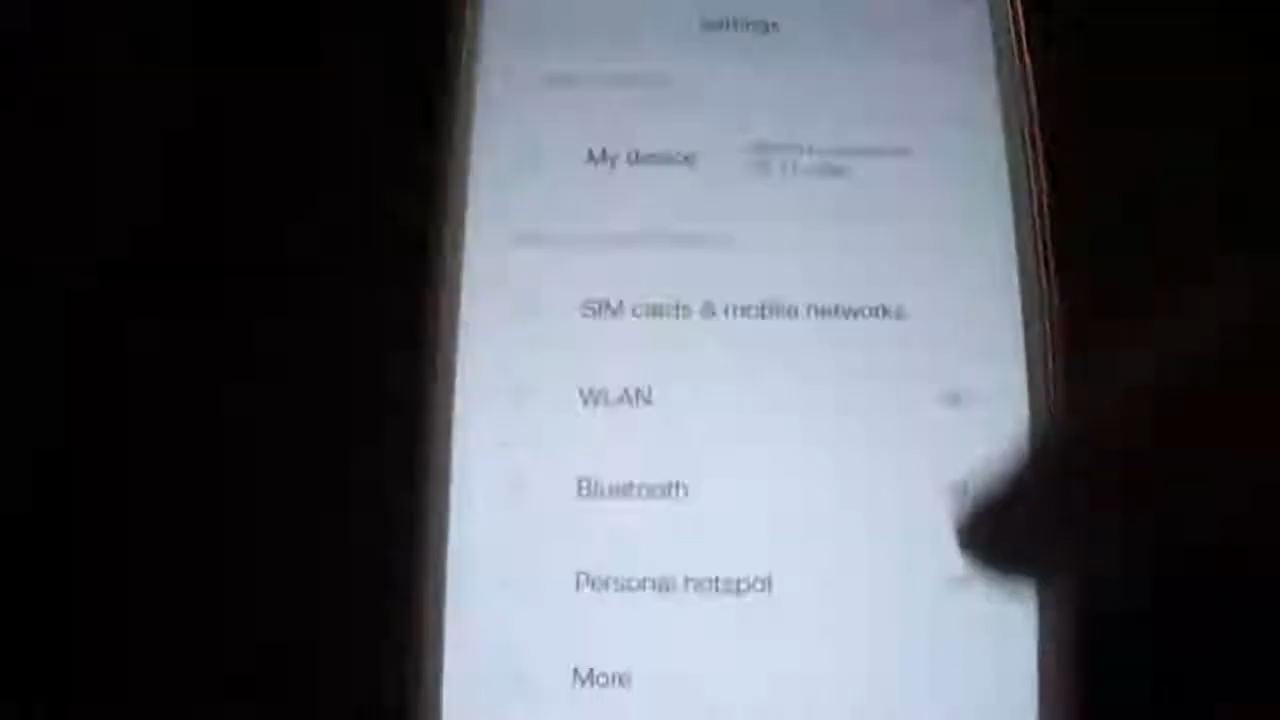 Settings
My device
SIM cards & mobile networks
WLAN
Bluetooth
Personal hotspot
More